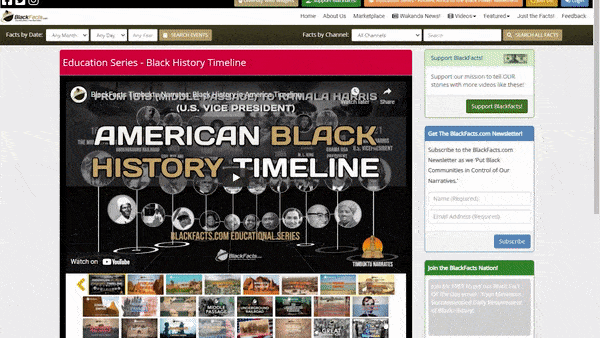 BlackFacts.com
Home
About Us
Marketplace
Wakanda News!
Videos
Featured
Just the Facts!
Feedback
Facts by Date:
Any Month
Any Day
Any Year
SEARCH EVENTS
Facts by Channel:
All Channels
Search
SEARCH ALL FACTS
Education Series - Black History Timeline
BlackFacts Timbuktu Narrates: Black History in America Timeline
Watch later
Share
FROM THE MIDDLE PASSAGE TO KAMALA HARRIS
(U.S. VICE PRESIDENT)
AMERICAN BLACK
HISTORY TIMELINE
BLACKFACTS.COM EDUCATIONAL SERIES
Watch on YouTube
BlackFacts
TIMBUKTU
NARRATES
MIDDLE
PASSAGE
UNDERGROUND
RAILROAD
GREAT
Support BlackFacts!
Support our mission to tell OUR
stories with more videos like these!
Support Blackfacts!
Get The BlackFacts.com Newsletter!
Subscribe to the BlackFacts.com
Newsletter as we 'Put Black
Communities in Control of Our
Narratives.'
Name (Required)
Email Address (Required)
Subscribe
Join the BlackFacts Nation!